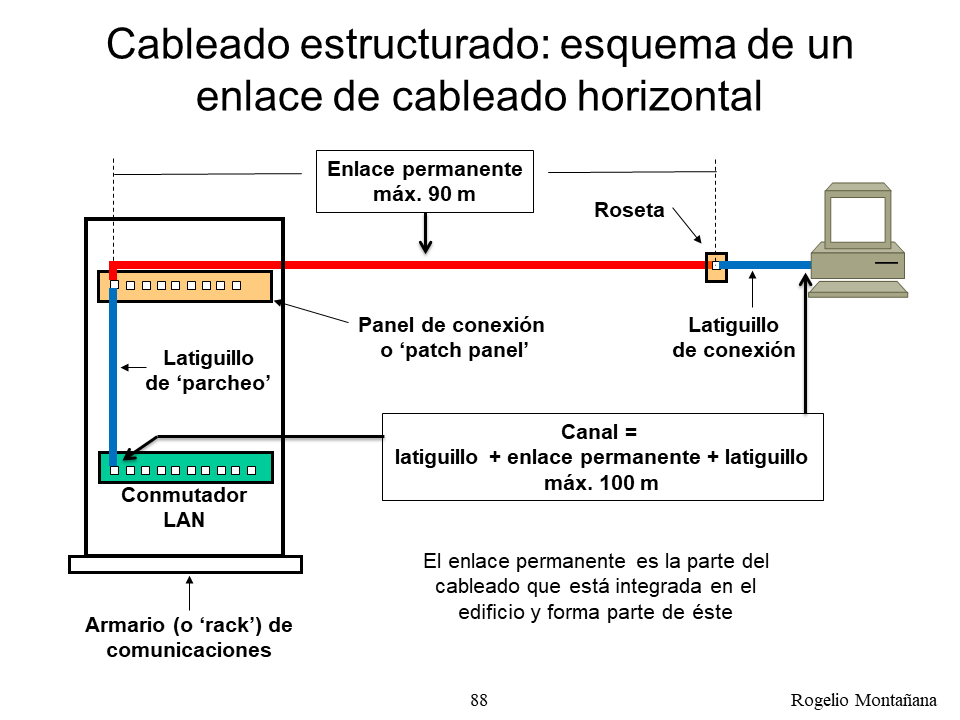 Cableado estructurado: esquema de un
enlace de cableado horizontal
Enlace permanente
máx. 90 m
Roseta
Panel de conexión
o ‘patch panel’
Latiguillo
de conexión
Latiguillo
de ‘parcheo’
Canal =
latiguillo + enlace permanente + latiguillo
máx. 100 m
Conmutador
LAN
El enlace permanente es la parte del
cableado que está integrada en el
edificio y forma parte de éste
Armario (o ‘rack’) de
comunicaciones
88
Rogelio Montañana